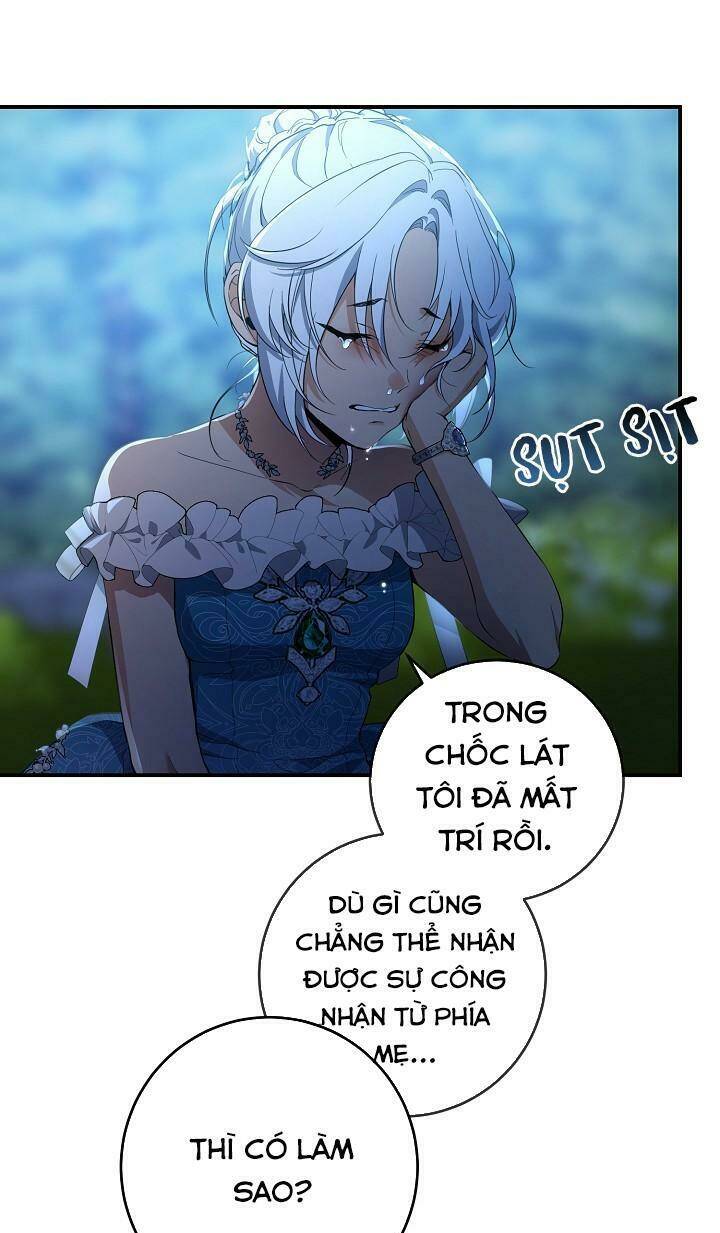 SỤT SỊT
TRONG
CHỐC LÁT
TÔI ĐÃ MẤT
TRÍ RỒI.
DÙ GÌ CŨNG
CHẲNG THỂ NHẬN
ĐƯỢC SỰ CÔNG
NHẬN TỪ PHÍA
MẸ...
THÌ CÓ LÀM
SAO?